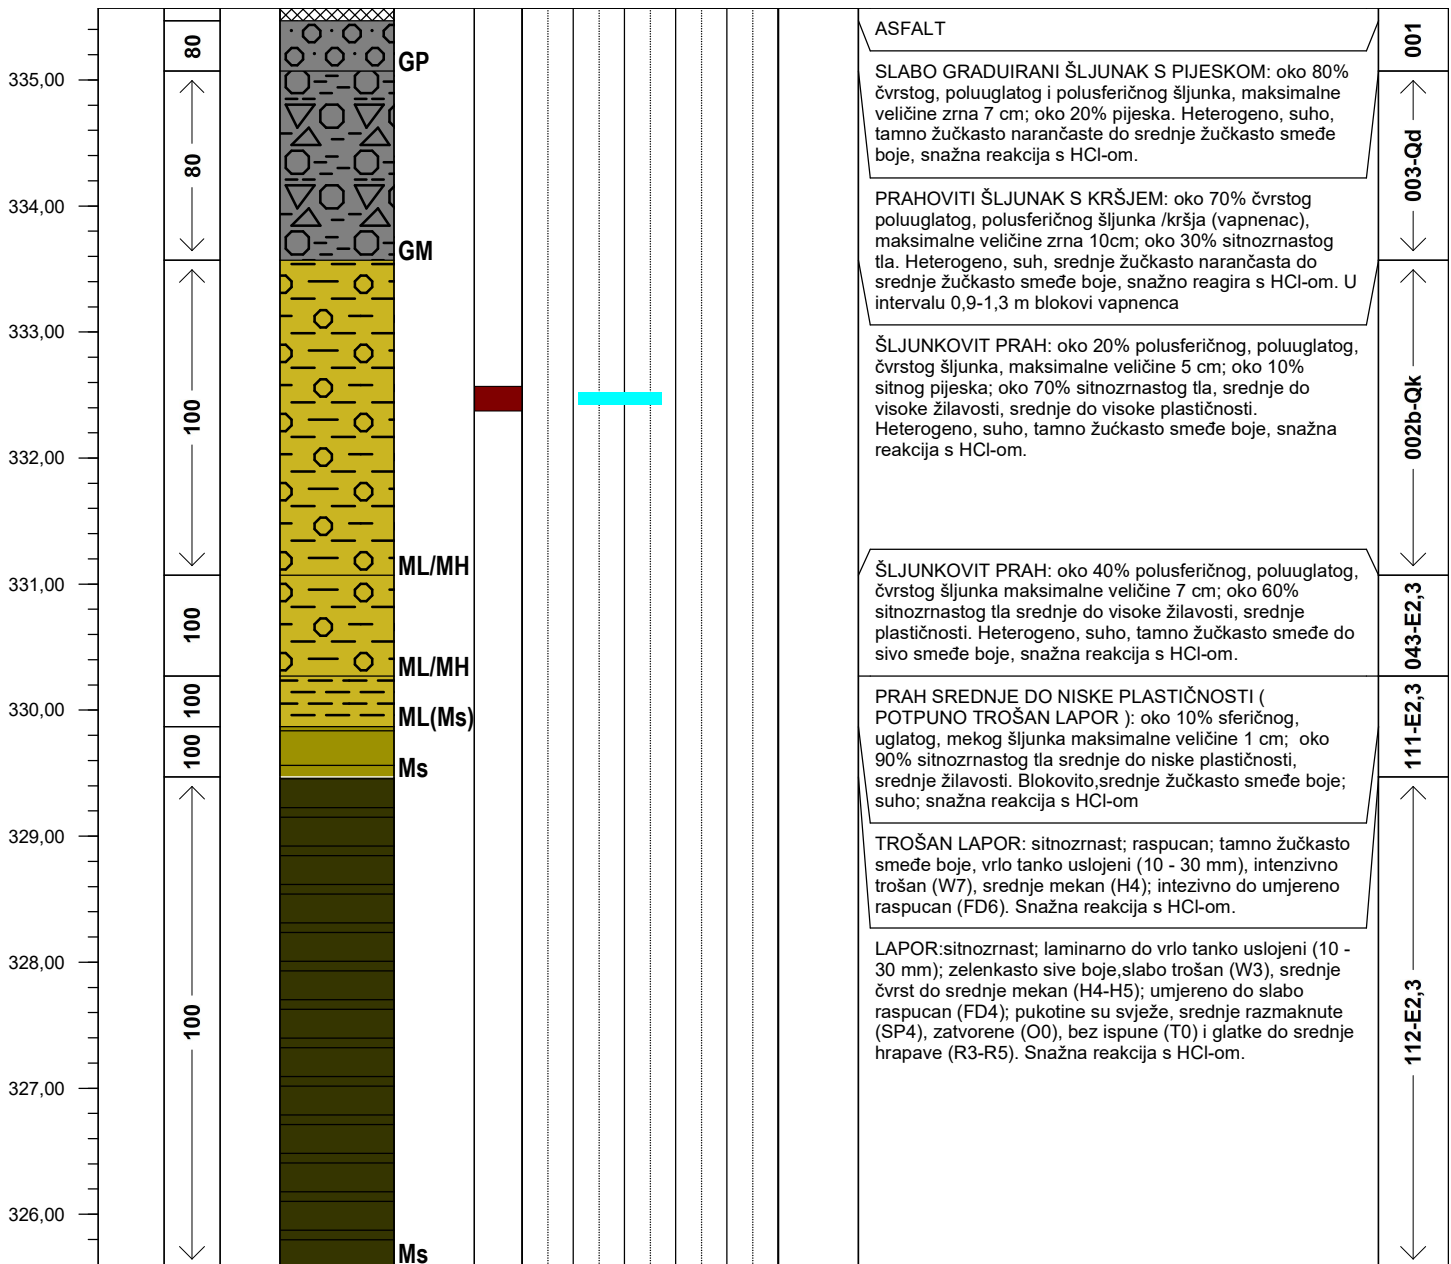 335,00
334,00
333,00
332,00
331,00
330,00
329,00
328,00
327,00
326,00
80
80
100
100
100
100
100
GP
GM
ML/MH
ML/MH
ML(Ms)
Ms
Ms
ASFALT
SLABO GRADUIRANI ŠLJUNAK S PIJESKOM: oko 80%
čvrstog, poluuglatog i polusferičnog šljunka, maksimalne
veličine zrna 7 cm; oko 20% pijeska. Heterogeno, suho,
tamno žučkasto narančaste do srednje žučkasto smeđe
boje, snažna reakcija s HCl-om.
PRAHOVITI ŠLJUNAK S KRŠJEM: oko 70% čvrstog
poluuglatog, polusferičnog šljunka /kršja (vapnenac),
maksimalne veličine zrna 10cm; oko 30% sitnozrnastog
tla. Heterogeno, suh, srednje žučkasto narančasta do
srednje žučkasto smeđe boje, snažno reagira s HCl-om. U
intervalu 0,9-1,3 m blokovi vapnenca
ŠLJUNKOVIT PRAH: oko 20% polusferičnog, poluuglatog,
čvrstog šljunka, maksimalne veličine 5 cm; oko 10%
sitnog pijeska; oko 70% sitnozrnastog tla, srednje do
visoke žilavosti, srednje do visoke plastičnosti.
Heterogeno, suho, tamno žućkasto smeđe boje, snažna
reakcija s HCl-om.
ŠLJUNKOVIT PRAH: oko 40% polusferičnog, poluuglatog,
čvrstog šljunka maksimalne veličine 7 cm; oko 60%
sitnozrnastog tla srednje do visoke žilavosti, srednje
plastičnosti. Heterogeno, suho, tamno žučkasto smeđe do
sivo smeđe boje, snažna reakcija s HCl-om.
PRAH SREDNJE DO NISKE PLASTIČNOSTI (
POTPUNO TROŠAN LAPOR ): oko 10% sferičnog,
uglatog, mekog šljunka maksimalne veličine 1 cm; oko
90% sitnozrnastog tla srednje do niske plastičnosti,
srednje žilavosti. Blokovito,srednje žučkasto smeđe boje;
suho; snažna reakcija s HCl-om
TROŠAN LAPOR: sitnozrnast; raspucan; tamno žučkasto
smeđe boje, vrlo tanko uslojeni (10 - 30 mm), intenzivno
trošan (W7), srednje mekan (H4); intezivno do umjereno
raspucan (FD6). Snažna reakcija s HCl-om.
LAPOR:sitnozrnast; laminarno do vrlo tanko uslojeni (10 -
30 mm); zelenkasto sive boje,slabo trošan (W3), srednje
čvrst do srednje mekan (H4-H5); umjereno do slabo
raspucan (FD4); pukotine su svježe, srednje razmaknute
(SP4), zatvorene (O0), bez ispune (T0) i glatke do srednje
hrapave (R3-R5). Snažna reakcija s HCl-om.
001
003-Qd
002b-Qk
043-E2,3
111-E2,3
112-E2,3